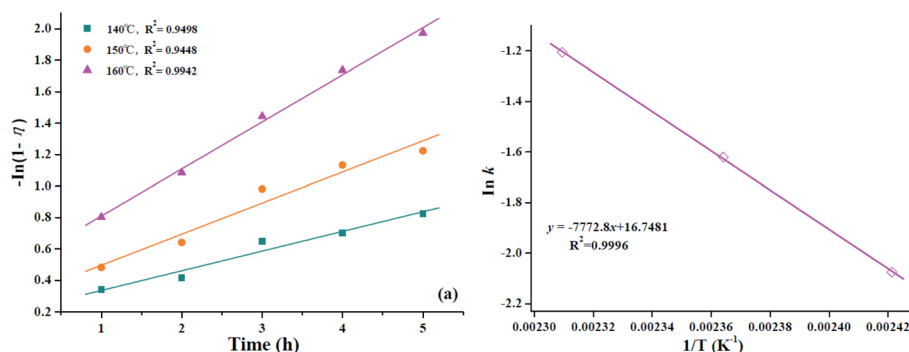 140℃, R²= 0.9498
150℃, R²= 0.9448
160℃, R²= 0.9942
-In(1- η)
2.0
1.8
1.6
1.4
1.2
1.0
0.8
0.6
0.4
0.2
(a)
1 2 3 4 5
Time (h)
ln k
-1.2
-1.4
-1.6
-1.8
-2.0
-2.2
y = -7772.8x+16.7481
R²=0.9996
0.00230 0.00232 0.00234 0.00236 0.00238 0.00240 0.00242
1/T (K⁻¹)